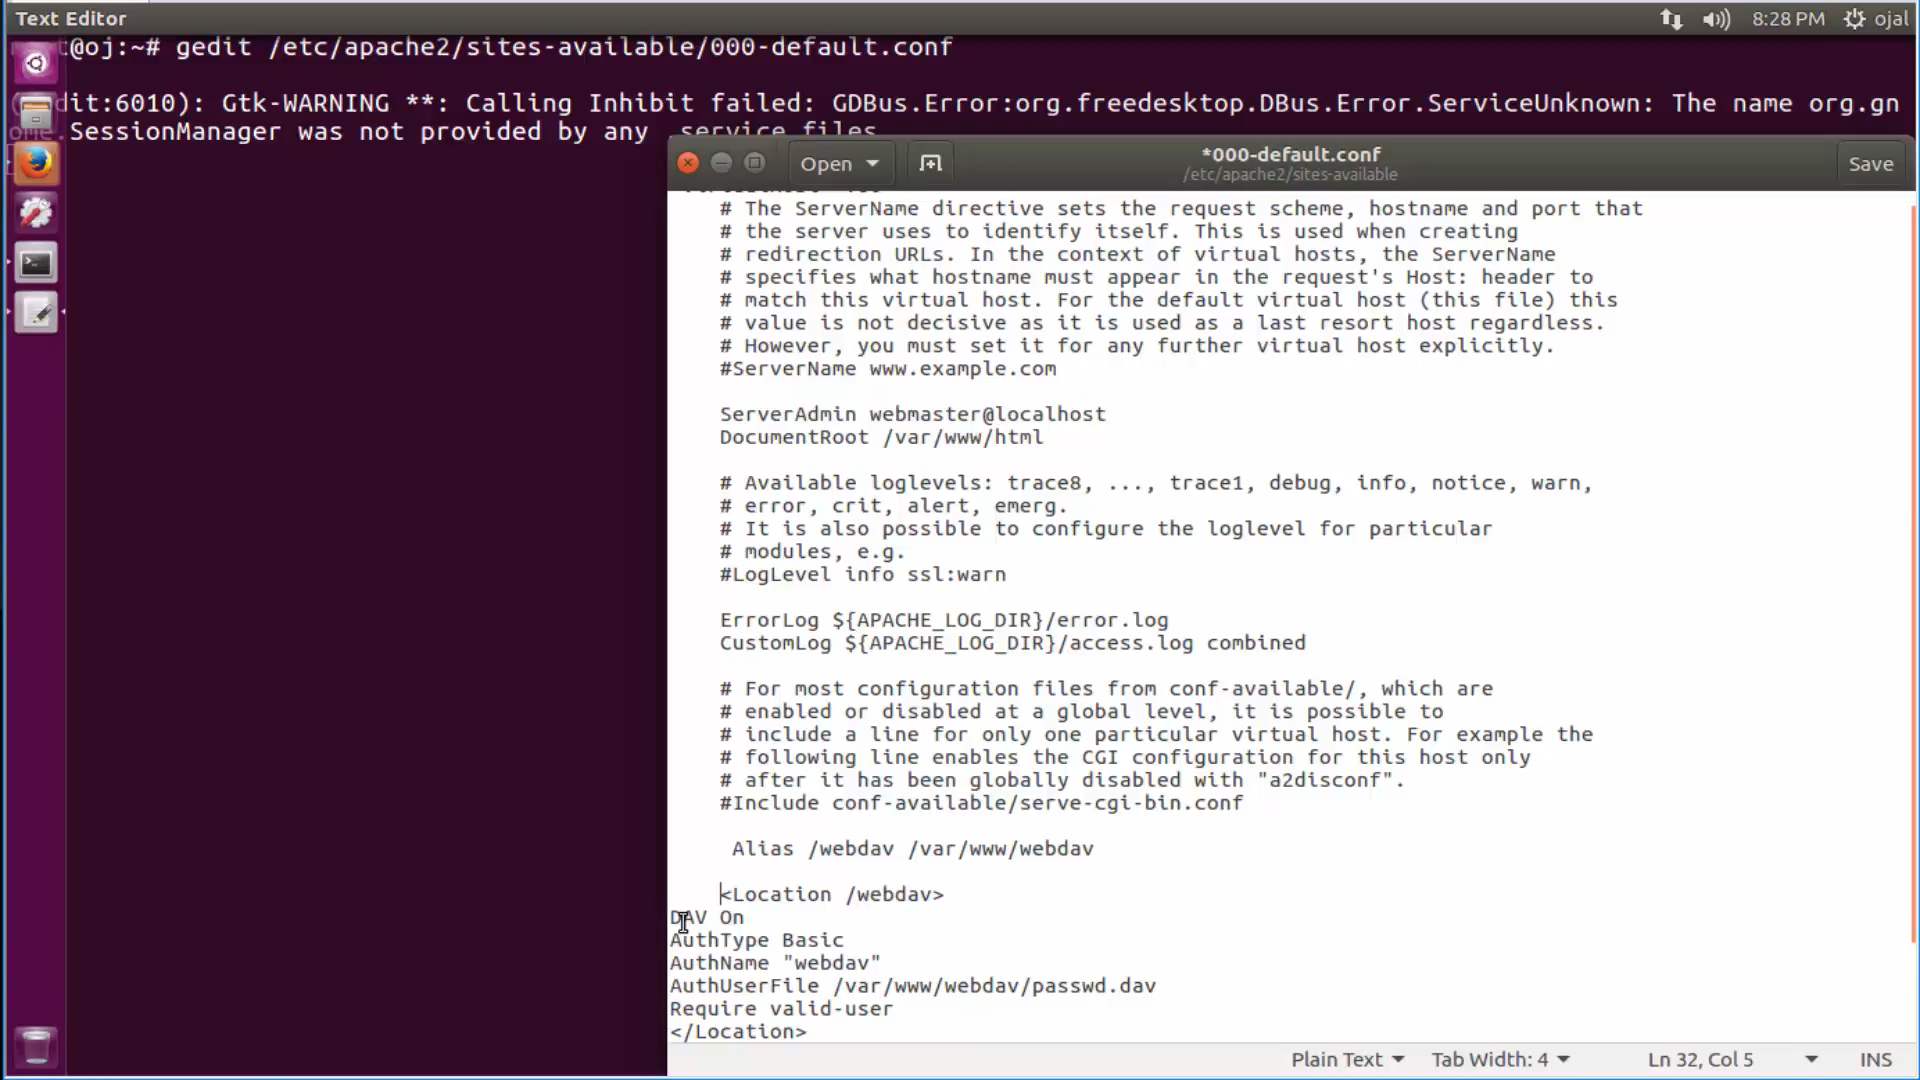 Text Editor
8:28 PM
ojal
@oj:~# gedit /etc/apache2/sites-available/000-default.conf
dit:6010): Gtk-WARNING **: Calling Inhibit failed: GDBus.Error:org.freedesktop.DBus.Error.ServiceUnknown: The name org.gn
ome.SessionManager was not provided by any .service files
Open
*000-default.conf
/etc/apache2/sites-available
Save
# The ServerName directive sets the request scheme, hostname and port that
# the server uses to identify itself. This is used when creating
# redirection URLs. In the context of virtual hosts, the ServerName
# specifies what hostname must appear in the request's Host: header to
# match this virtual host. For the default virtual host (this file) this
# value is not decisive as it is used as a last resort host regardless.
# However, you must set it for any further virtual host explicitly.
#ServerName www.example.com
ServerAdmin webmaster@localhost
DocumentRoot /var/www/html
# Available loglevels: trace8, ..., trace1, debug, info, notice, warn,
# error, crit, alert, emerg.
# It is also possible to configure the loglevel for particular
# modules, e.g.
#LogLevel info ssl:warn
ErrorLog ${APACHE_LOG_DIR}/error.log
CustomLog ${APACHE_LOG_DIR}/access.log combined
# For most configuration files from conf-available/, which are
# enabled or disabled at a global level, it is possible to
# include a line for only one particular virtual host. For example the
# following line enables the CGI configuration for this host only
# after it has been globally disabled with "a2disconf".
#Include conf-available/serve-cgi-bin.conf
Alias /webdav /var/www/webdav
<Location /webdav>
DAV On
AuthType Basic
AuthName "webdav"
AuthUserFile /var/www/webdav/passwd.dav
Require valid-user
</Location>
Plain Text
Tab Width: 4
Ln 32, Col 5
INS